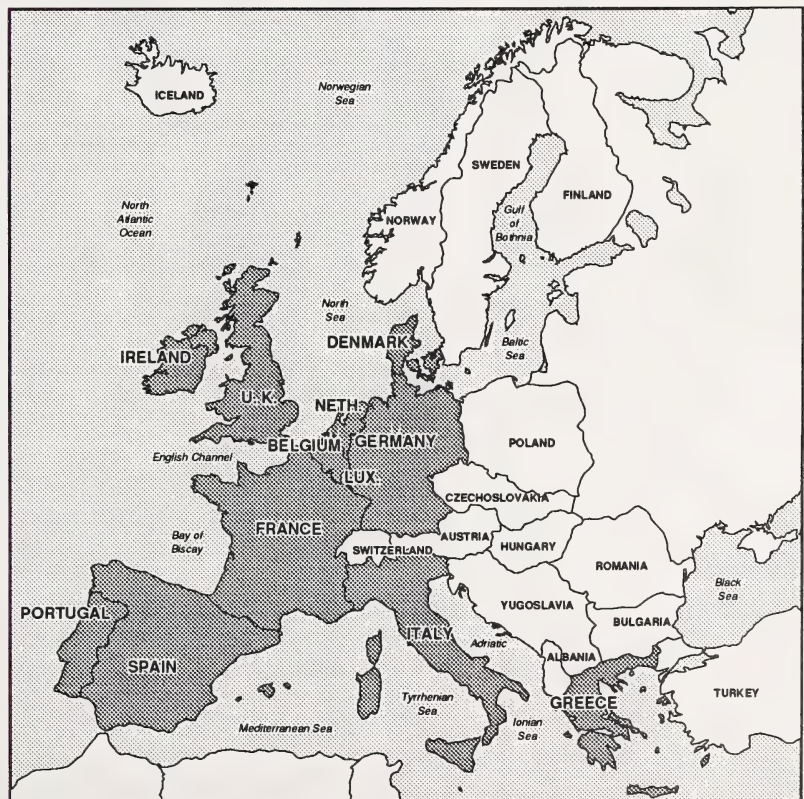 ICELAND
Norwegian
Sea
SWEDEN
FINLAND
North
Atlantic
Ocean
NORWAY
Gulf
of
Bothnia
North
Sea
DENMARK
Baltic
Sea
IRELAND
U..K.
NETH.
BELGIUM
GERMANY
POLAND
English Channel
LUX.
CZECHOSLOVAKIA
FRANCE
Bay of
Biscay
AUSTRIA
SWITZERLAND
HUNGARY
ROMANIA
Black
Sea
YUGOSLAVIA
PORTUGAL
BULGARIA
ITALY
Adriatic
ALBANIA
SPAIN
TURKEY
Tyrrhenian
Sea
GREECE
Ionian
Sea
Mediterranean Sea